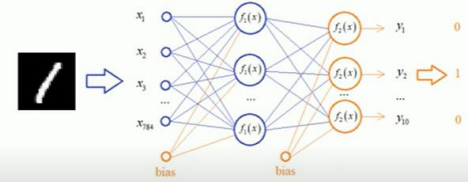 x₁ f₁(x) f₂(x) y₁ 0
x₂
x₃ f₁(x) f₂(x) y₂ 1
... ... ... ...
x₇₈₄ f₁(x) f₂(x) y₁₀ 0
bias bias